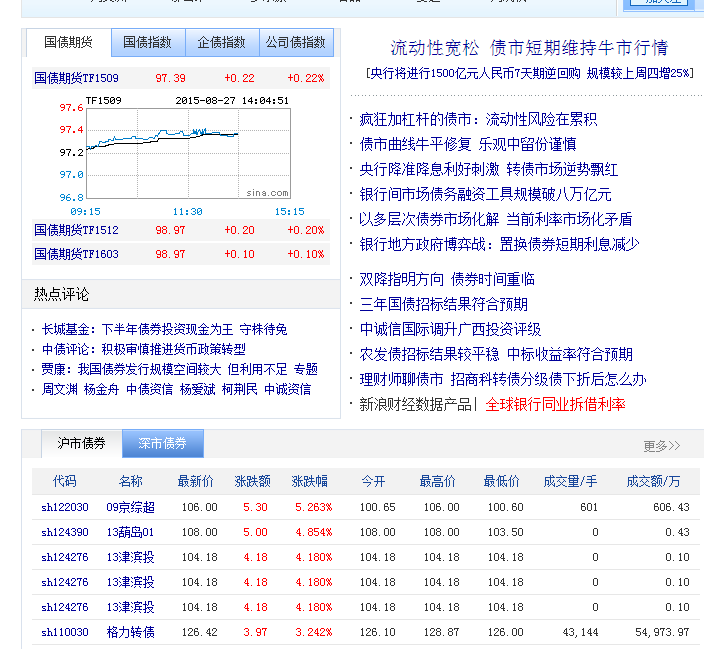 加关注
国债期货 国债指数 企债指数 公司债指数
国债期货TF1509 97.39 +0.22 +0.22%
TF1509 2015-08-27 14:04:51
97.6
97.4
97.2
97.0
96.8
sina.com
09:15 11:30 15:15
国债期货TF1512 98.97 +0.20 +0.20%
国债期货TF1603 98.97 +0.10 +0.10%
热点评论
· 长城基金：下半年债券投资现金为王 守株待兔
· 中债评论：积极审慎推进货币政策转型
· 贾康：我国债券发行规模空间较大 但利用不足 专题
· 周文渊 杨金舟 中债资信 杨爱斌 柯荆民 中诚资信
流动性宽松 债市短期维持牛市行情
[央行将进行1500亿元人民币7天期逆回购 规模较上周四增25%]
· 疯狂加杠杆的债市：流动性风险在累积
· 债市曲线牛平修复 乐观中留份谨慎
· 央行降准降息利好刺激 转债市场逆势飘红
· 银行间市场债务融资工具规模破八万亿元
· 以多层次债券市场化解 当前利率市场化矛盾
· 银行地方政府博弈战：置换债券短期利息减少
· 双降指明方向 债券时间重临
· 三年国债招标结果符合预期
· 中诚信国际调升广西投资评级
· 农发债招标结果较平稳 中标收益率符合预期
· 理财师聊债市 招商科转债分级债下折后怎么办
· 新浪财经数据产品| 全球银行同业拆借利率
沪市债券 深市债券 更多>>
代码 名称 最新价 涨跌额 涨跌幅 今开 最高价 最低价 成交量/手 成交额/万
sh122030 09京综超 106.00 5.30 5.263% 100.65 106.00 100.60 601 606.43
sh124390 13葫岛01 108.00 5.00 4.854% 108.00 108.00 103.50 0 0.43
sh124276 13津滨投 104.18 4.18 4.180% 104.18 104.18 104.18 0 0.10
sh124276 13津滨投 104.18 4.18 4.180% 104.18 104.18 104.18 0 0.10
sh124276 13津滨投 104.18 4.18 4.180% 104.18 104.18 104.18 0 0.10
sh110030 格力转债 126.42 3.97 3.242% 126.10 128.87 126.00 43,144 54,973.97